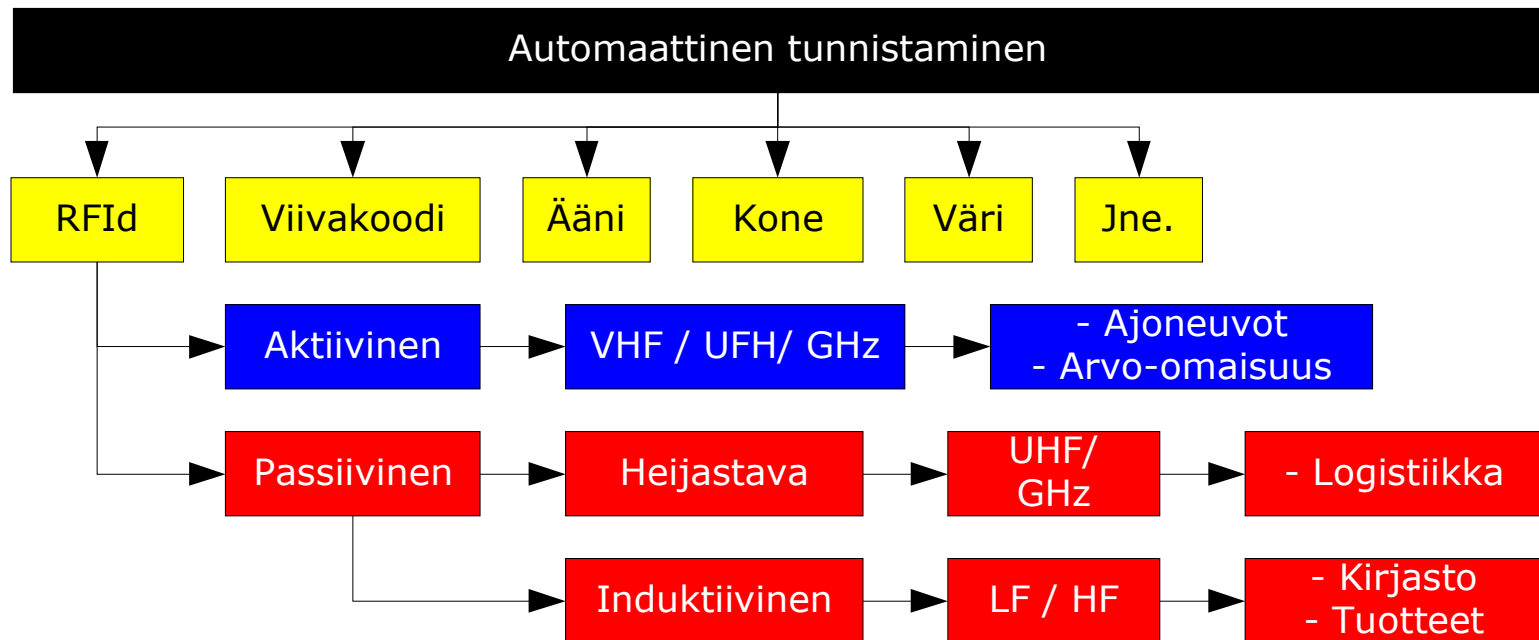 Automaattinen tunnistaminen
RFId
Viivakoodi
Ääni
Kone
Väri
Jne.
Aktiivinen
VHF / UFH/ GHz
- Ajoneuvot
- Arvo-omaisuus
Passiivinen
Heijastava
UHF/
GHz
- Logistiikka
Induktiivinen
LF / HF
- Kirjasto
- Tuotteet